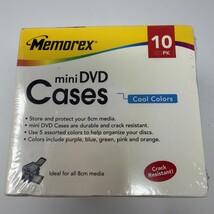 Memorex
10
PK
mini DVD
Cases
Cool Colors
• Store and protect your 8cm media.
• mini DVD Cases are durable and crack resistant.
• Use 5 assorted colors to help organize your discs.
• Colors include purple, blue, green, pink and orange.
Ideal for all 8cm media
Crack
Resistant!